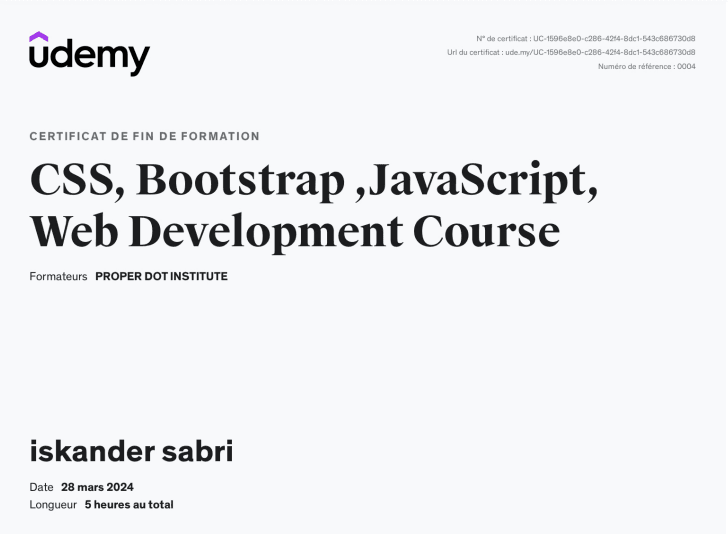 ûdemy
N° de certificat : UC-1596e8e0-c286-42f4-8dc1-543c686730d8
Url du certificat : ude.my/UC-1596e8e0-c286-42f4-8dc1-543c686730d8
Numéro de référence : 0004
CERTIFICAT DE FIN DE FORMATION
CSS, Bootstrap ,JavaScript,
Web Development Course
Formateurs PROPER DOT INSTITUTE
iskander sabri
Date 28 mars 2024
Longueur 5 heures au total